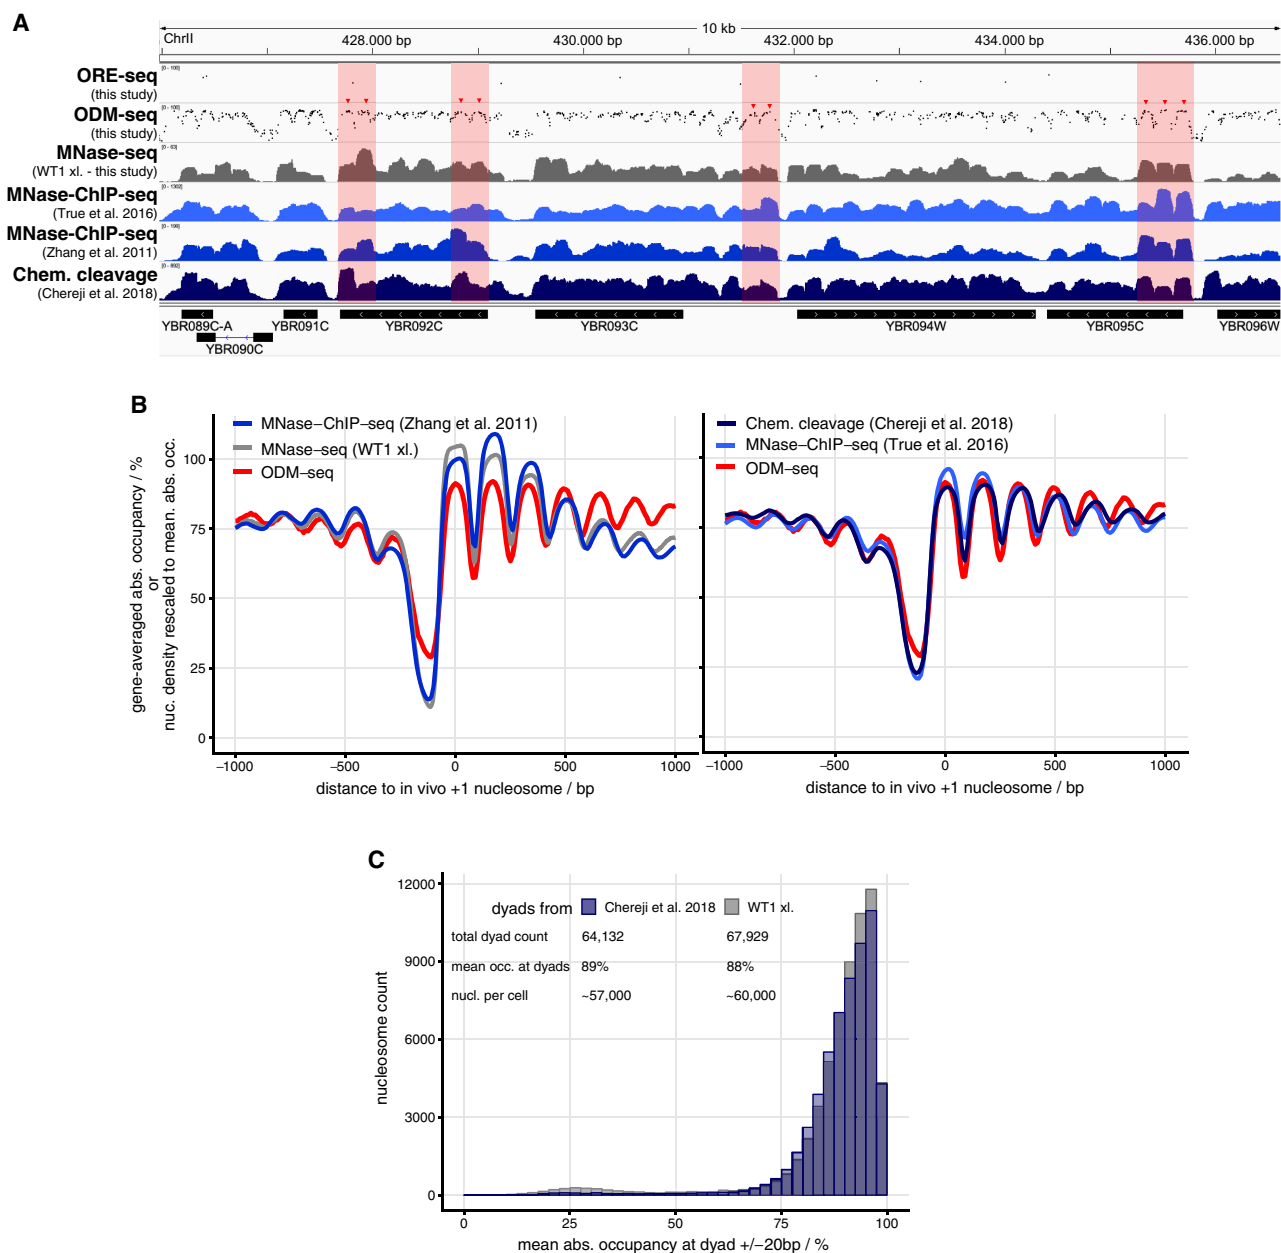 A
10 kb
ChrII
428.000 bp
430.000 bp
432.000 bp
434.000 bp
436.000 bp
ORE-seq
(this study)
[0 - 100]
ODM-seq
(this study)
[0 - 100]
MNase-seq
(WT1 xl. - this study)
[0 - 63]
MNase-ChIP-seq
(True et al. 2016)
[0 - 1302]
MNase-ChIP-seq
(Zhang et al. 2011)
Chem. cleavage
(Chereji et al. 2018)
YBR089C-A
YBR091C
YBR092C
YBR093C
YBR094W
YBR095C
YBR096W
YBR090C
B
gene-averaged abs. occupancy / %
or
nuc. density rescaled to mean. abs. occ.
MNase−ChIP−seq (Zhang et al. 2011)
MNase−seq (WT1 xl.)
ODM−seq
100
75
50
25
0
−1000
−500
0
500
1000
distance to in vivo +1 nucleosome / bp
Chem. cleavage (Chereji et al. 2018)
MNase−ChIP−seq (True et al. 2016)
ODM−seq
−1000
−500
0
500
1000
distance to in vivo +1 nucleosome / bp
C
nucleosome count
12000
9000
6000
3000
0
dyads from Chereji et al. 2018 WT1 xl.
total dyad count 64,132 67,929
mean occ. at dyads 89% 88%
nucl. per cell ~57,000 ~60,000
0
25
50
75
100
mean abs. occupancy at dyad +/−20bp / %